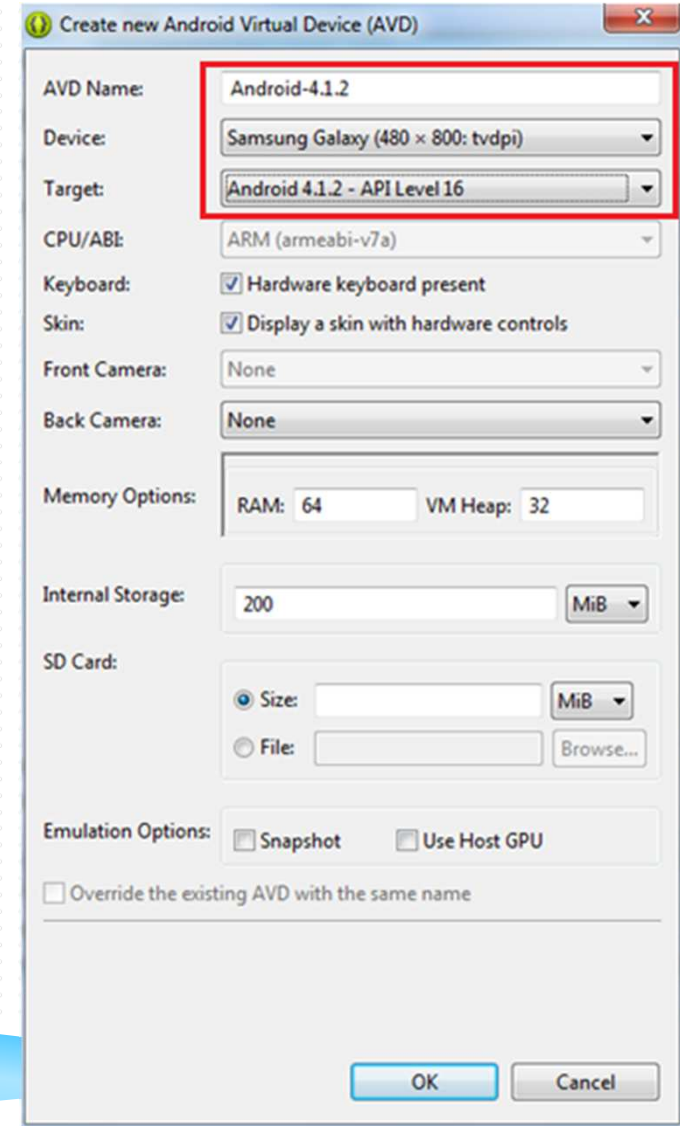 Create new Android Virtual Device (AVD)
AVD Name: Android-4.1.2
Device: Samsung Galaxy (480 × 800: tvdpi)
Target: Android 4.1.2 - API Level 16
CPU/ABI: ARM (armeabi-v7a)
Keyboard: Hardware keyboard present
Skin: Display a skin with hardware controls
Front Camera: None
Back Camera: None
Memory Options: RAM: 64 VM Heap: 32
Internal Storage: 200 MiB
SD Card:
Size: MiB
File: Browse...
Emulation Options: Snapshot Use Host GPU
Override the existing AVD with the same name
OK Cancel